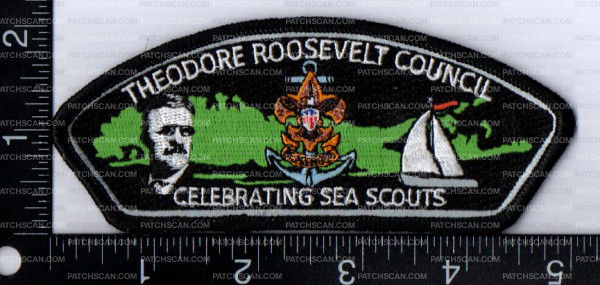 THEODORE ROOSEVELT COUNCIL
CELEBRATING SEA SCOUTS
PATCHSCAN.COM
2
1
1
2
3
4
5